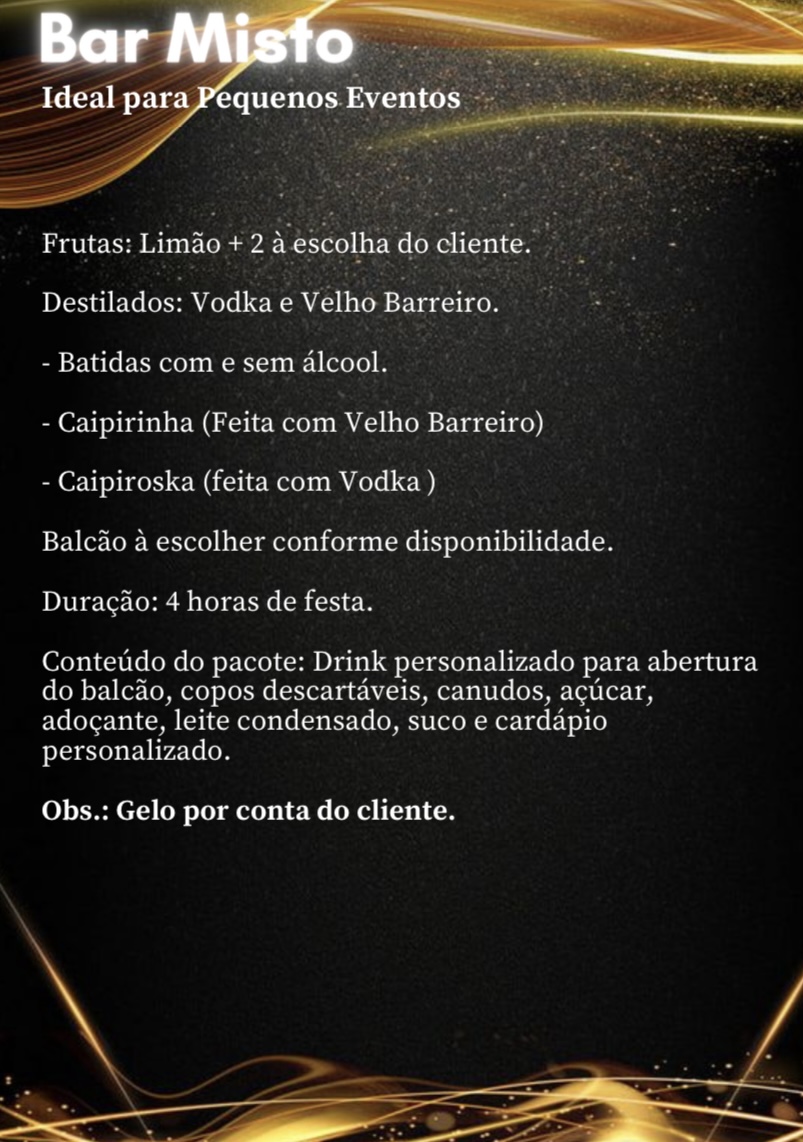 Bar Misto
Ideal para Pequenos Eventos
Frutas: Limão + 2 à escolha do cliente.
Destilados: Vodka e Velho Barreiro.
- Batidas com e sem álcool.
- Caipirinha (Feita com Velho Barreiro)
- Caipiroska (feita com Vodka )
Balcão à escolher conforme disponibilidade.
Duração: 4 horas de festa.
Conteúdo do pacote: Drink personalizado para abertura
do balcão, copos descartáveis, canudos, açúcar,
adoçante, leite condensado, suco e cardápio
personalizado.
Obs.: Gelo por conta do cliente.